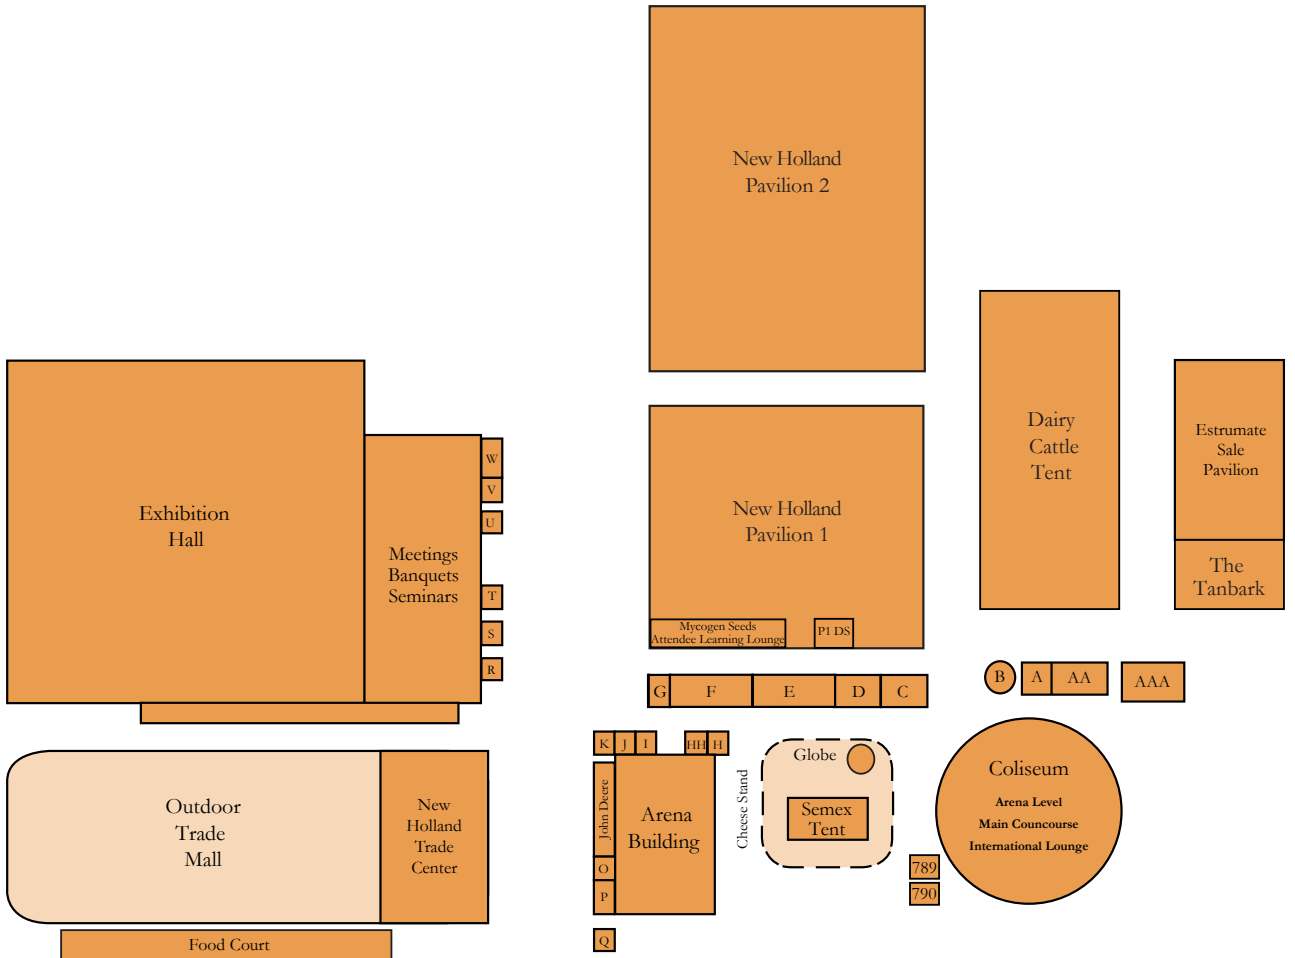 New Holland
Pavilion 2
Dairy
Cattle
Tent
Estrumate
Sale
Pavilion
The
Tanbark
Exhibition
Hall
Meetings
Banquets
Seminars
W
V
U
T
S
R
New Holland
Pavilion 1
Mycogen Seeds
Attendee Learning Lounge
P1 DS
G
F
E
D
C
B
A
AA
AAA
K
J
I
HH
H
John Deere
O
P
Q
Arena
Building
Cheese Stand
Globe
Semex
Tent
Coliseum
Arena Level
Main Councourse
International Lounge
789
790
Outdoor
Trade
Mall
New
Holland
Trade
Center
Food Court